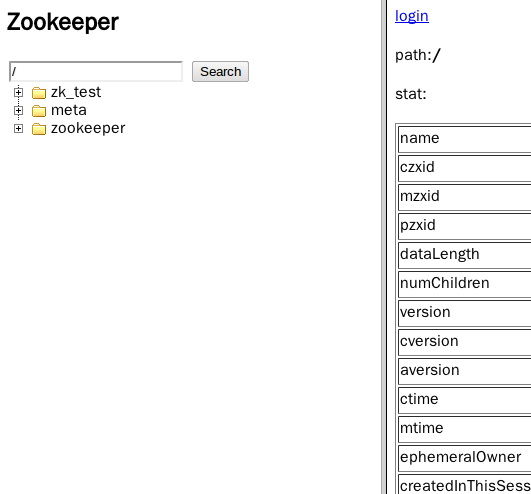 Zookeeper
/
Search
zk_test
meta
zookeeper
login
path:/
stat:
name
czxid
mzxid
pzxid
dataLength
numChildren
version
cversion
aversion
ctime
mtime
ephemeralOwner
createdInThisSess